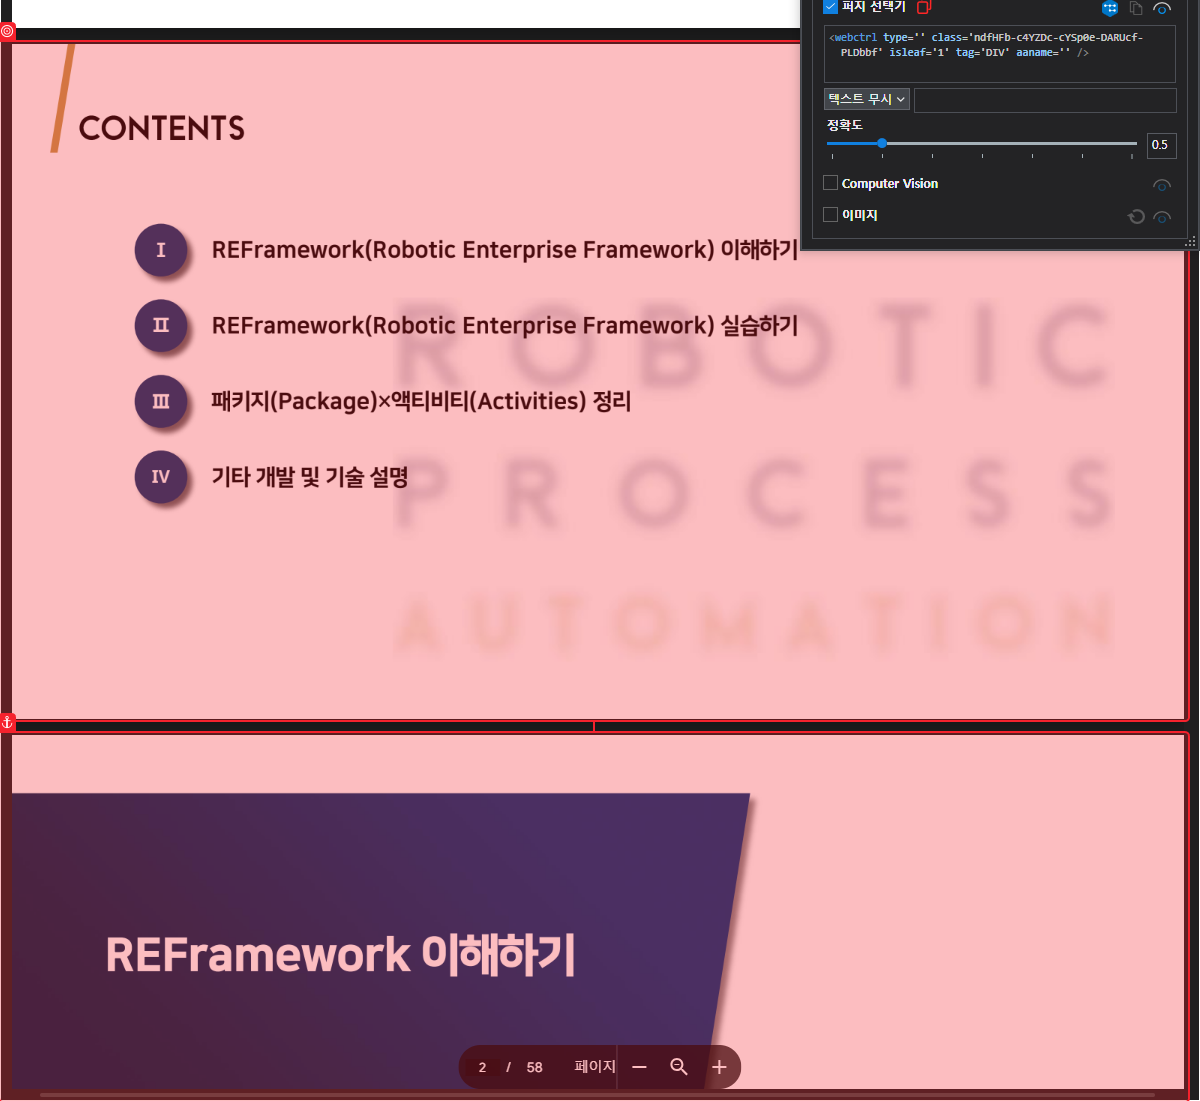 퍼지 선택기
<webctrl type='' class='ndfHFb-c4YZDc-cYSp0e-DARUcf-
PLDbbf' isleaf='1' tag='DIV' aaname='' />
텍스트 무시
정확도
0.5
Computer Vision
이미지
CONTENTS
I REFramework(Robotic Enterprise Framework) 이해하기
II REFramework(Robotic Enterprise Framework) 실습하기
III 패키지(Package)×액티비티(Activities) 정리
IV 기타 개발 및 기술 설명
ROBOTIC
PROCESS
AUTOMATION
REFramework 이해하기
2 / 58 페이지